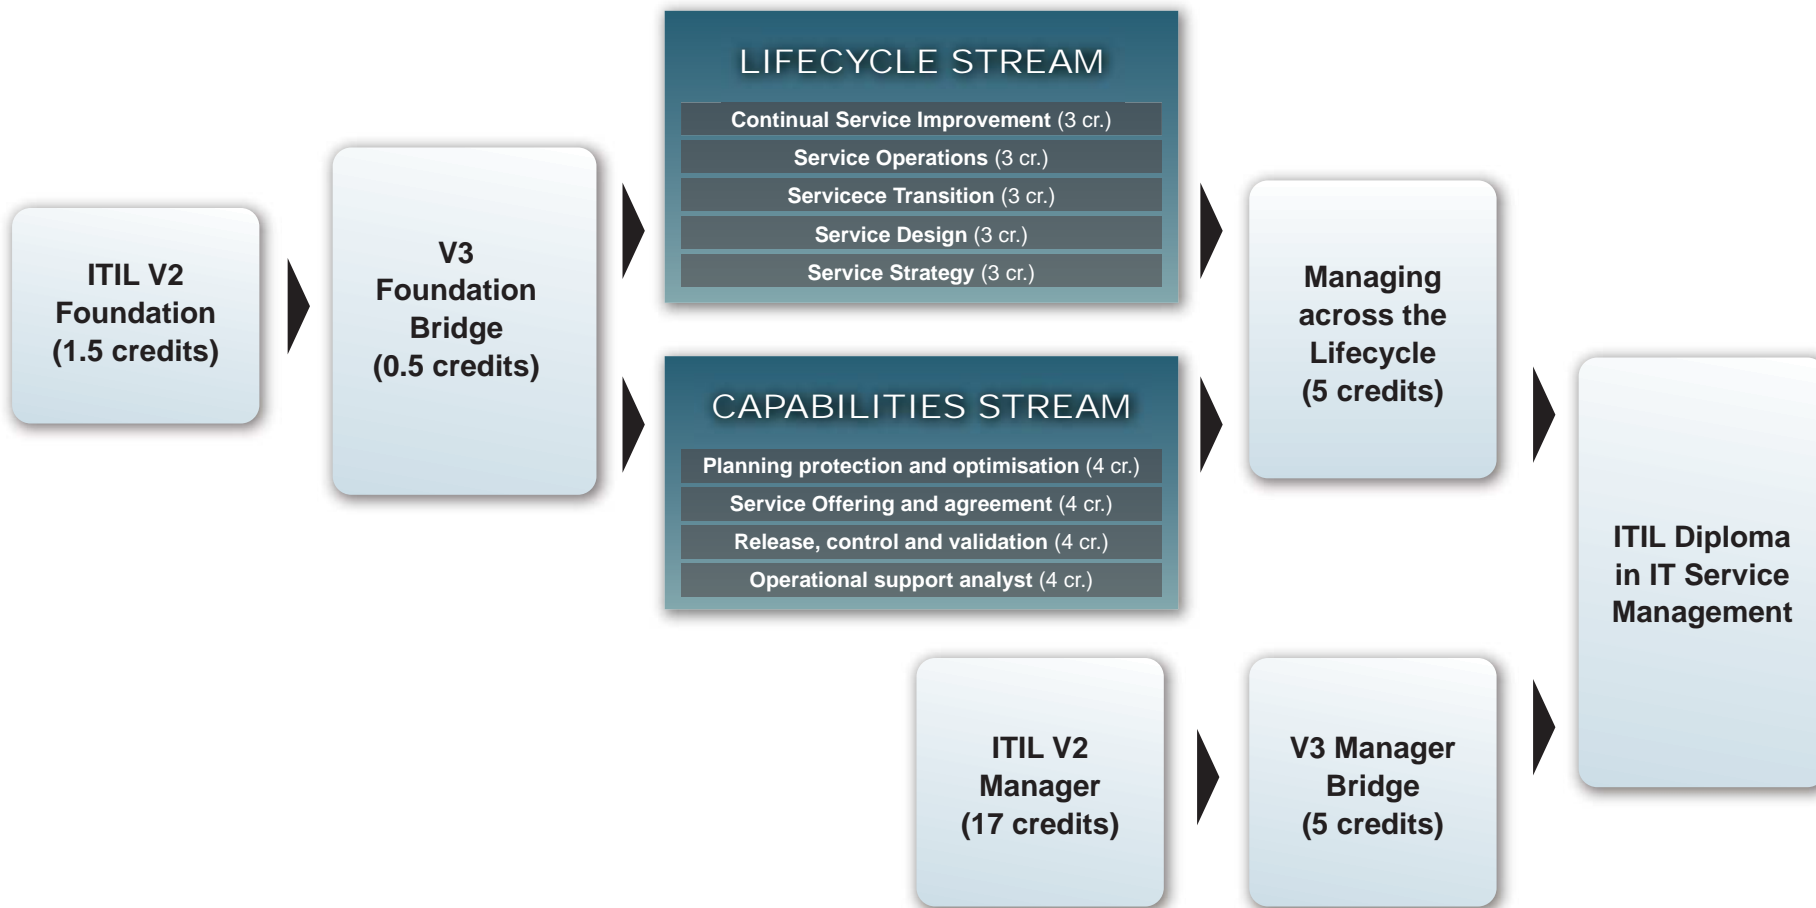 ITIL V2
Foundation
(1.5 credits)
V3
Foundation
Bridge
(0.5 credits)
LIFECYCLE STREAM
Continual Service Improvement (3 cr.)
Service Operations (3 cr.)
Servicece Transition (3 cr.)
Service Design (3 cr.)
Service Strategy (3 cr.)
CAPABILITIES STREAM
Planning protection and optimisation (4 cr.)
Service Offering and agreement (4 cr.)
Release, control and validation (4 cr.)
Operational support analyst (4 cr.)
Managing
across the
Lifecycle
(5 credits)
ITIL V2
Manager
(17 credits)
V3 Manager
Bridge
(5 credits)
ITIL Diploma
in IT Service
Management